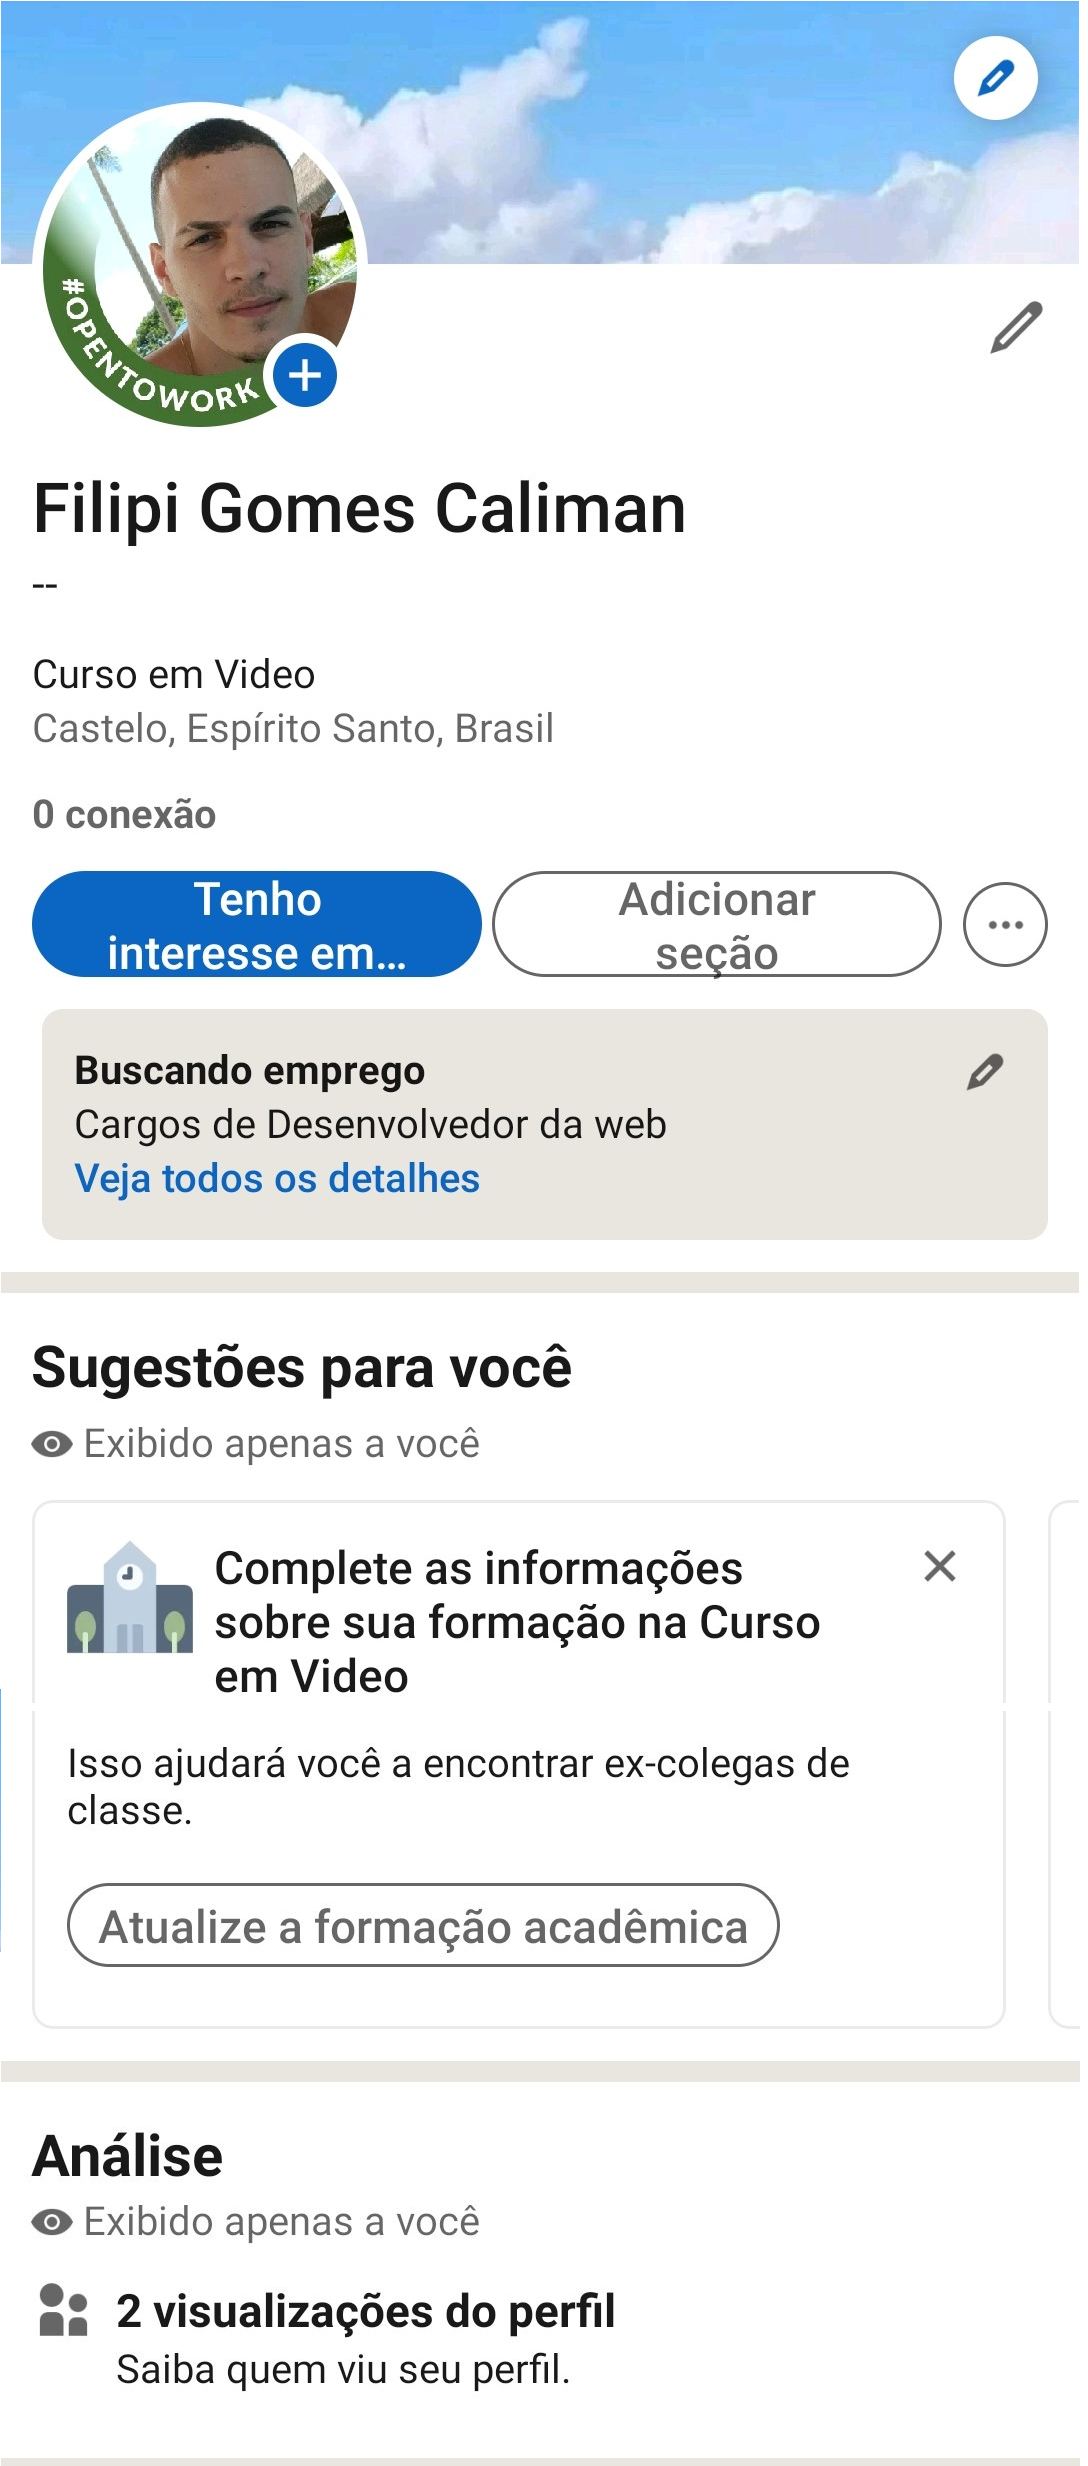 #OPENTOWORK
Filipi Gomes Caliman
--
Curso em Video
Castelo, Espírito Santo, Brasil
0 conexão
Tenho
interesse em...
Adicionar
seção
Buscando emprego
Cargos de Desenvolvedor da web
Veja todos os detalhes
Sugestões para você
Exibido apenas a você
Complete as informações
sobre sua formação na Curso
em Video
Isso ajudará você a encontrar ex-colegas de
classe.
Atualize a formação acadêmica
Análise
Exibido apenas a você
2 visualizações do perfil
Saiba quem viu seu perfil.